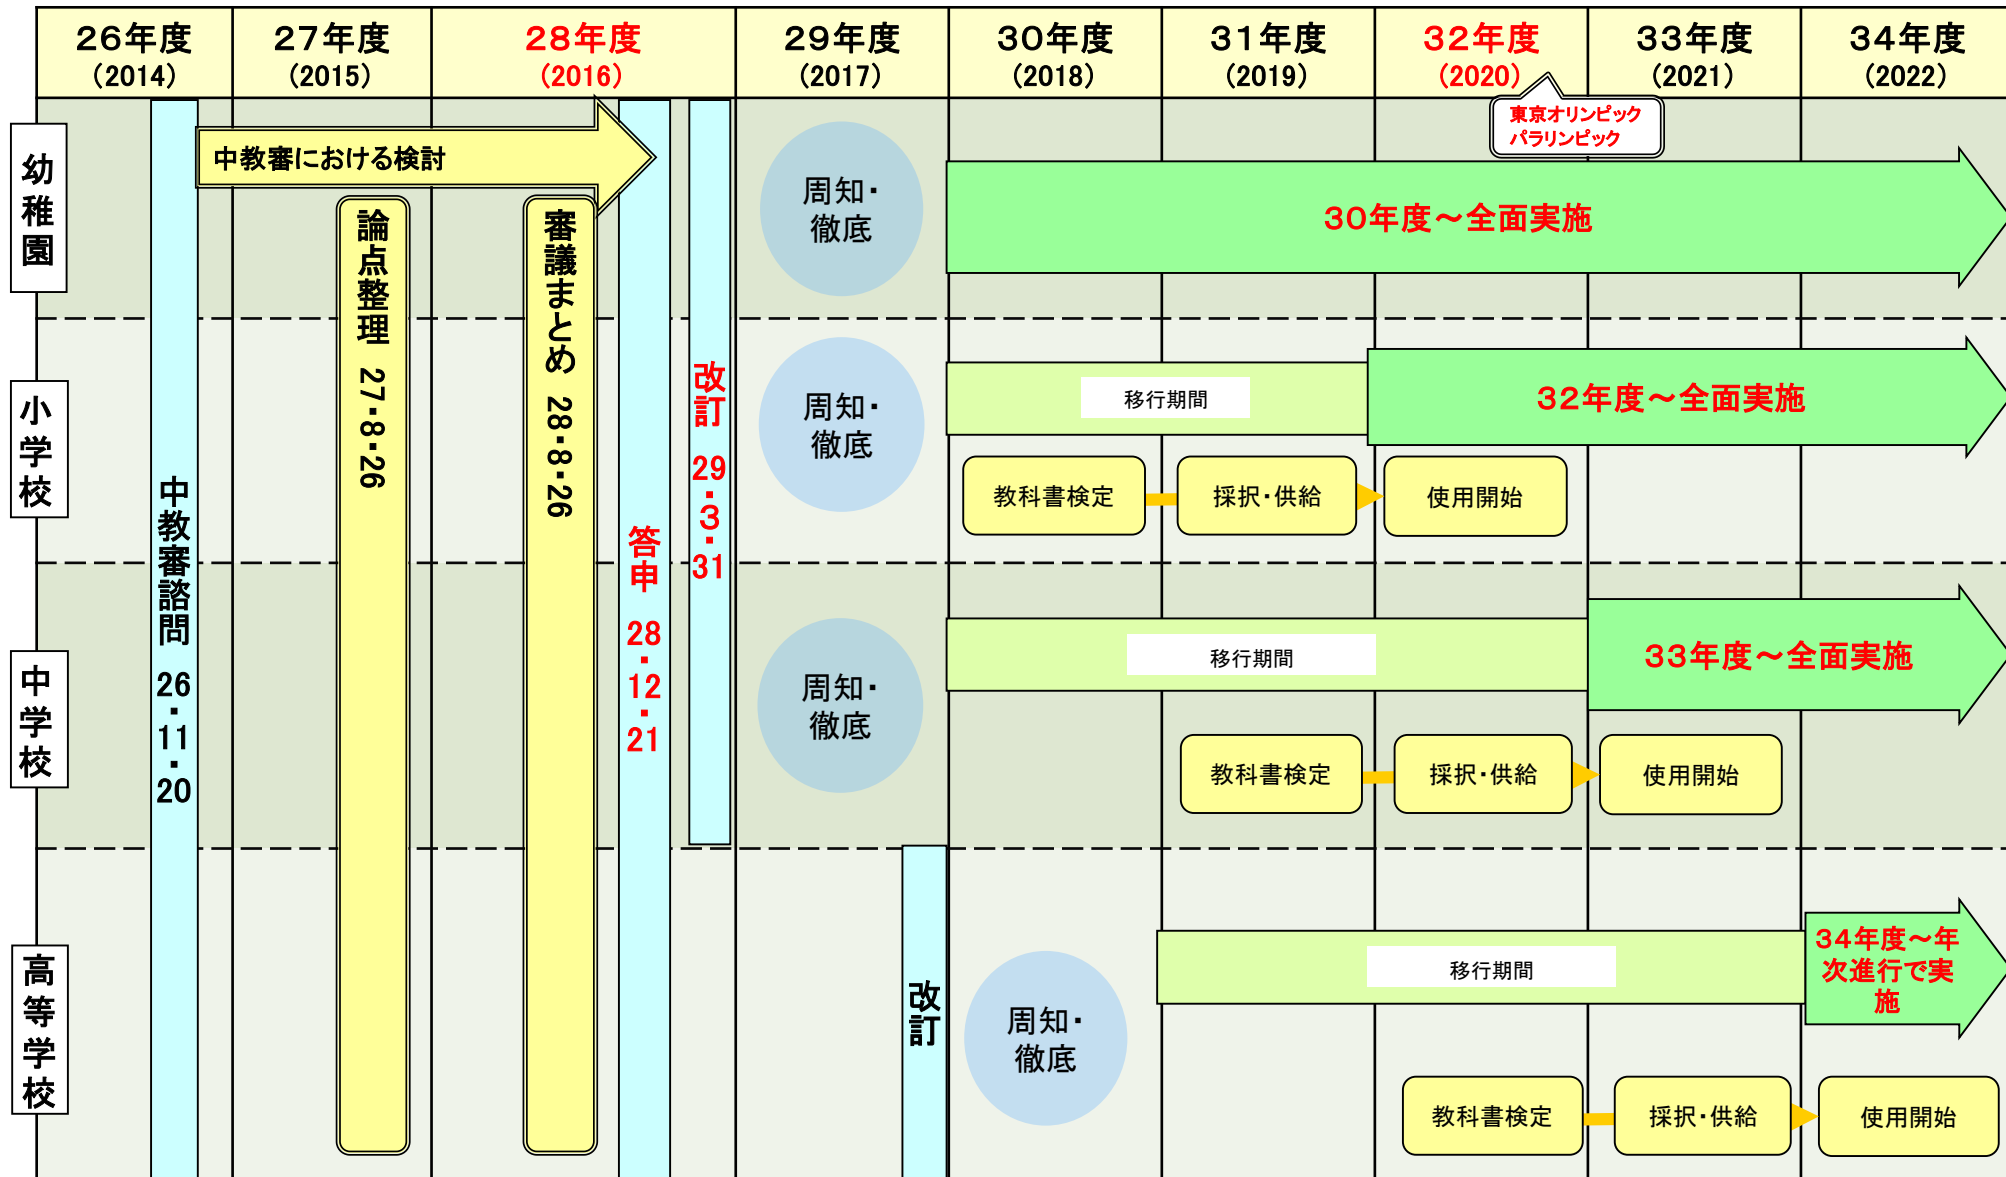 26年度
（2014）
27年度
（2015）
28年度
（2016）
29年度
（2017）
30年度
（2018）
31年度
（2019）
32年度
（2020）
33年度
（2021）
34年度
（2022）
東京オリンピック
パラリンピック
中教審諮問 26・11・20
中教審における検討
論点整理 27・8・26
審議まとめ 28・8・26
答申 28・12・21
改訂 29・3・31
幼稚園
周知・
徹底
30年度～全面実施
小学校
周知・
徹底
移行期間
32年度～全面実施
教科書検定
採択・供給
使用開始
中学校
周知・
徹底
移行期間
33年度～全面実施
教科書検定
採択・供給
使用開始
高等学校
改訂
周知・
徹底
移行期間
34年度～年
次進行で実
施
教科書検定
採択・供給
使用開始